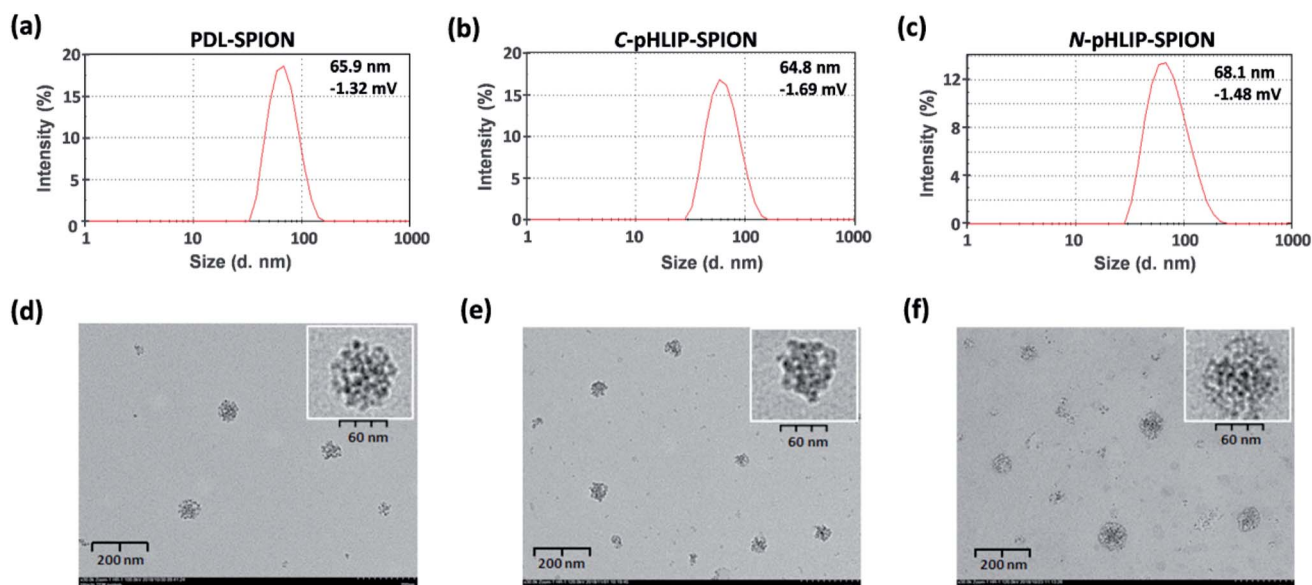 (a)
PDL-SPION
65.9 nm
-1.32 mV
20
15
10
5
0
Intensity (%)
1
10
100
1000
Size (d. nm)
(b)
C-pHLIP-SPION
64.8 nm
-1.69 mV
20
15
10
5
0
Intensity (%)
1
10
100
1000
Size (d. nm)
(c)
N-pHLIP-SPION
68.1 nm
-1.48 mV
12
8
4
0
Intensity (%)
1
10
100
1000
Size (d. nm)
(d)
60 nm
200 nm
(e)
60 nm
200 nm
(f)
60 nm
200 nm